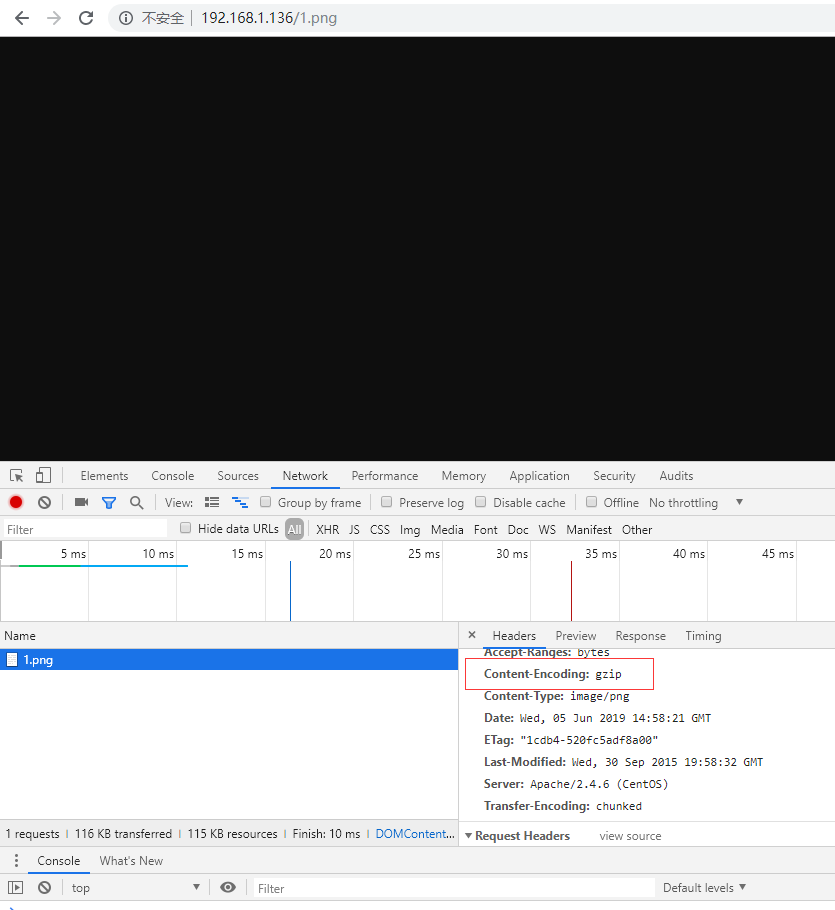 不安全 192.168.1.136/1.png
Elements Console Sources Network Performance Memory Application Security Audits
View: Group by frame Preserve log Disable cache Offline No throttling
Filter Hide data URLs All XHR JS CSS Img Media Font Doc WS Manifest Other
5 ms 10 ms 15 ms 20 ms 25 ms 30 ms 35 ms 40 ms 45 ms
Name
1.png
1 requests 116 KB transferred 115 KB resources Finish: 10 ms DOMContent...
Headers Preview Response Timing
Accept-Ranges: bytes
Content-Encoding: gzip
Content-Type: image/png
Date: Wed, 05 Jun 2019 14:58:21 GMT
ETag: "1cdb4-520fc5adf8a00"
Last-Modified: Wed, 30 Sep 2015 19:58:32 GMT
Server: Apache/2.4.6 (CentOS)
Transfer-Encoding: chunked
Request Headers view source
Console What's New
top Filter Default levels